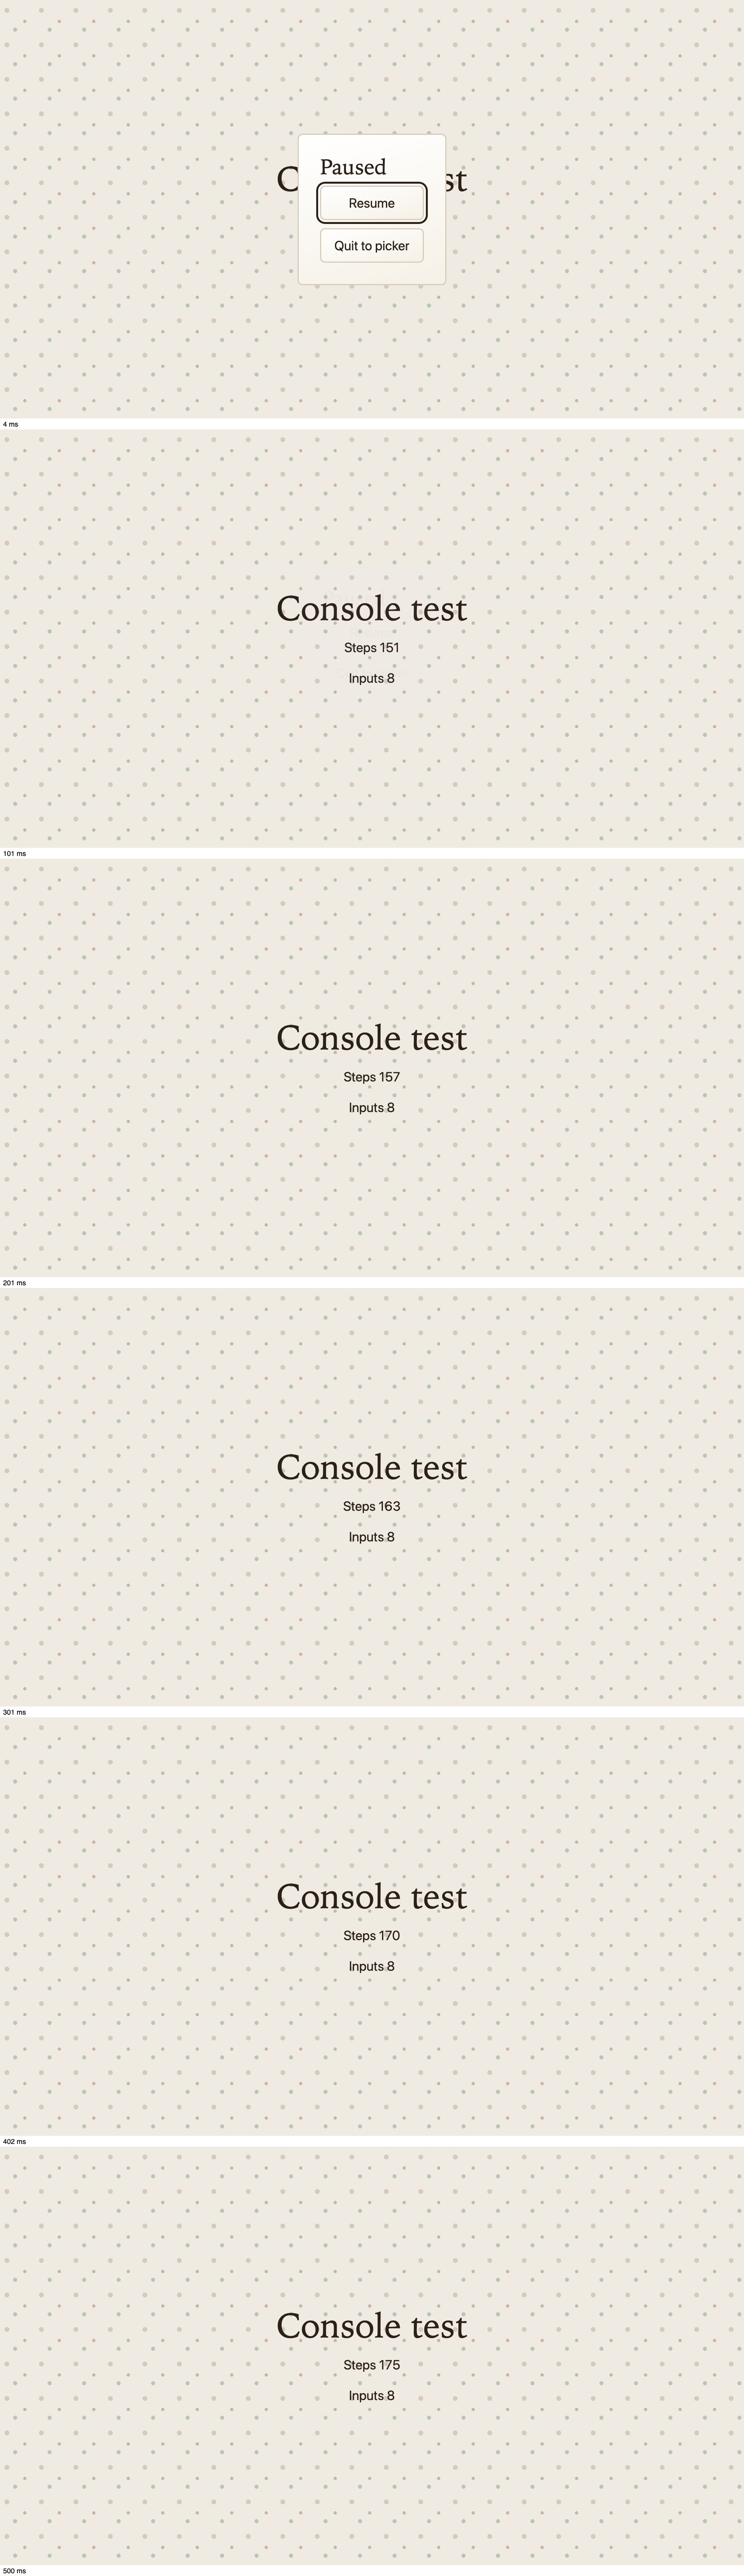 Paused
C st
Resume
Quit to picker
4 ms
Console test
Steps 151
Inputs 8
101 ms
Console test
Steps 157
Inputs 8
201 ms
Console test
Steps 163
Inputs 8
301 ms
Console test
Steps 170
Inputs 8
402 ms
Console test
Steps 175
Inputs 8
500 ms